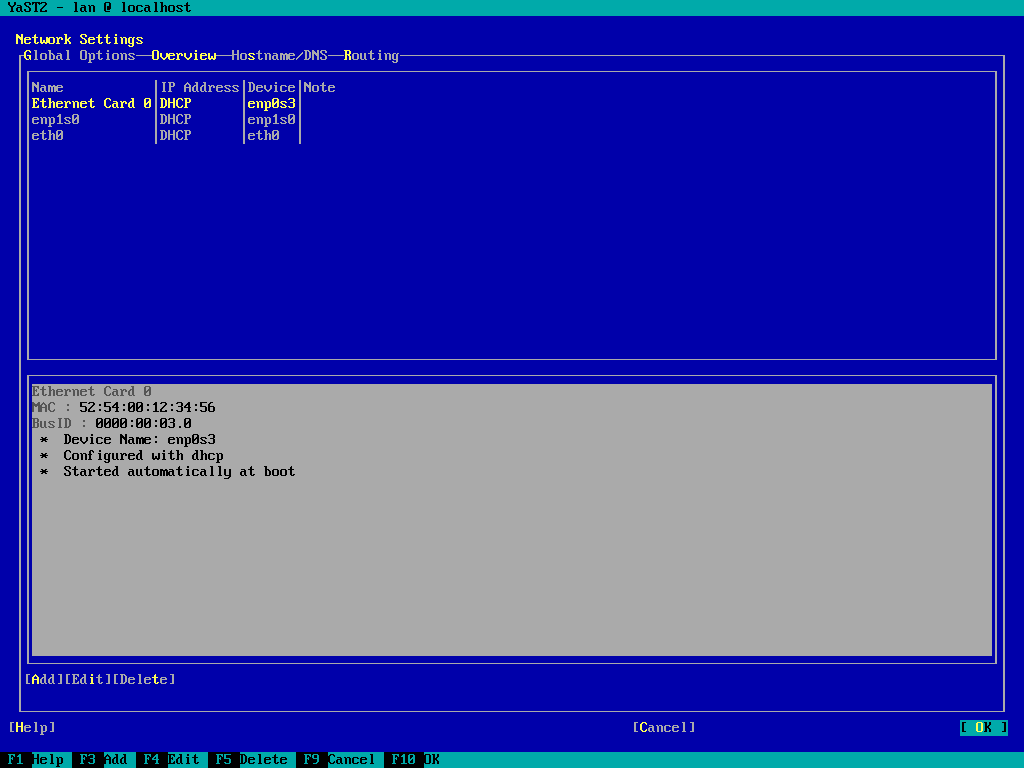 YaST2 - lan @ localhost
Network Settings
Global Options Overview Hostname/DNS Routing
Name IP Address Device Note
Ethernet Card 0 DHCP enp0s3
enp1s0 DHCP enp1s0
eth0 DHCP eth0
Ethernet Card 0
MAC : 52:54:00:12:34:56
BusID : 0000:00:03.0
* Device Name: enp0s3
* Configured with dhcp
* Started automatically at boot
[Add][Edit][Delete]
[Help] [Cancel] [ OK ]
F1 Help F3 Add F4 Edit F5 Delete F9 Cancel F10 OK